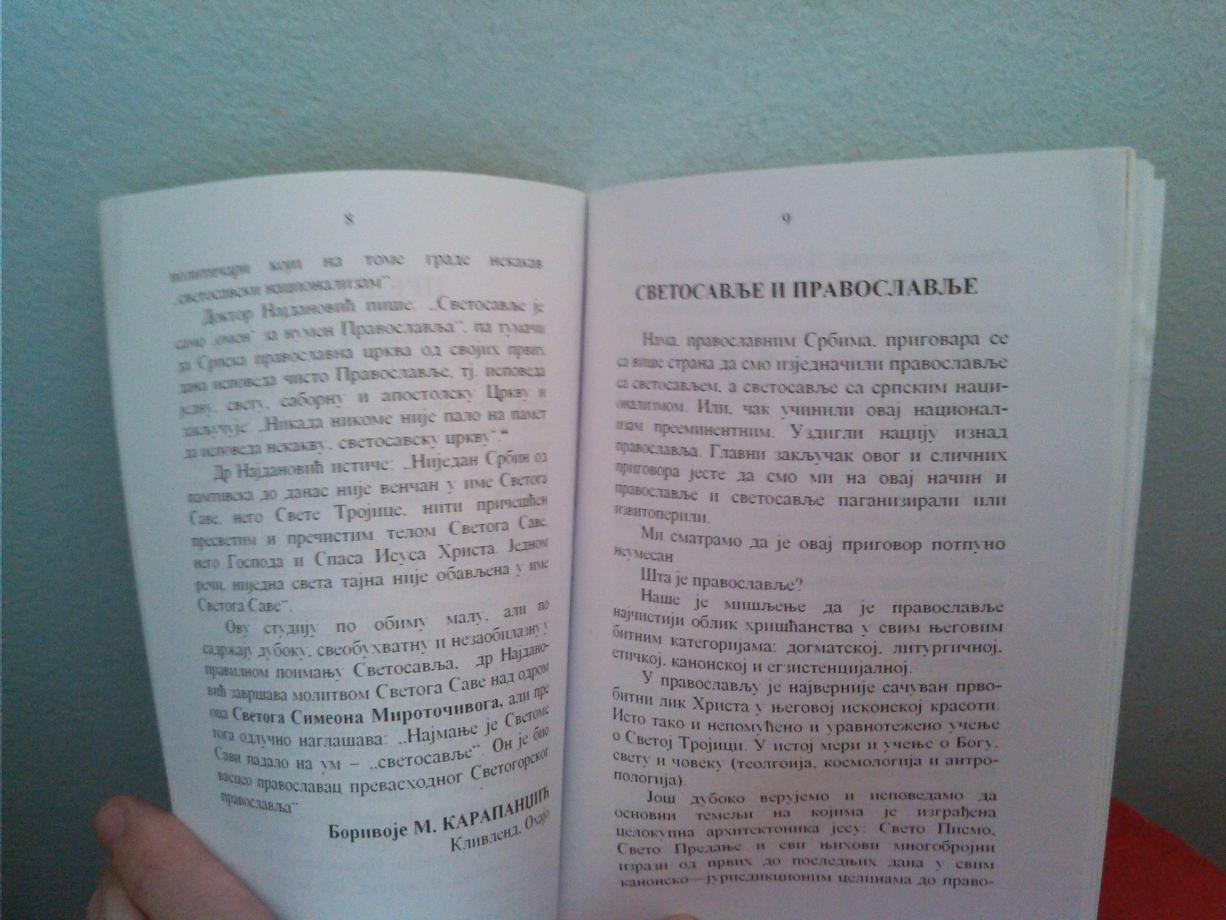 8
политичари који на томе граде некакав
„светосавски национализам“
Доктор Најдановић пише: „Светосавље је
само „омен“ за нумен Православља“, па тумачи
да Српска православна црква од својих првих
дана исповеда чисто Православље, тј. исповеда
једну, свету, саборну и апостолску Цркву и
закључује „Никада никоме није пало на памет
да исповеда некакву, светосавску цркву‘.“
Др Најдановић истиче: „Ниједан Србин од
памтивека до данас није венчан у име Светога
Саве, него Свете Тројице, нити причешћен
пресветим и пречистим телом Светога Саве,
него Господа и Спаса Исуса Христа. Једном
речи, ниједна света тајна није обављена у име
Светога Саве“.
Ову студију по обиму малу, али по
садржају дубоку, свеобухватну и незаобилазну у
правилном поимању Светосавља, др Најдано-
вић завршава молитвом Светога Саве над одром
оца Светога Симеона Мироточивога, али пре
тога одлучно наглашава: „Најмање је Светоме
Сави падало на ум – „светосавље“. Он је био
васцео православац превасходног Светогорског
православља“
Боривоје М. КАРАПАНЏИЋ
Кливленд, Охајо
9
СВЕТОСАВЉЕ И ПРАВОСЛАВЉЕ
Нама, православним Србима, приговара се
са више страна да смо изједначили православље
са светосављем, а светосавље са српским наци-
онализмом. Или, чак учинили овај национал-
изам прееминентним. Уздигли нацију изнад
православља. Главни закључак овог и сличних
приговора јесте да смо ми на овај начин и
православље и светосавље паганизирали или
извитоперили.
Ми сматрамо да је овај приговор потпуно
неумесан
Шта је православље?
Наше је мишљење да је православље
најчистији облик хришћанства у свим његовим
битним категоријама: догматској, литургичној,
етичкој, канонској и егзистенцијалној.
У православљу је најверније сачуван прво-
битни лик Христа у његовој исконској красоти.
Исто тако и непомућено и уравнотежено учење
о Светој Тројици. У истој мери и учење о Богу,
свету и човеку (теолгоија, космологија и антро-
пологија).
Још дубоко верујемо и исповедамо да
основни темељи на којима је изграђена
целокупна архитектоника јесу: Свето Писмо,
Свето Предање и сви њихови многобројни
изрази од првих до последњих дана у свим
канонско—јурисдикционим целинама до право-